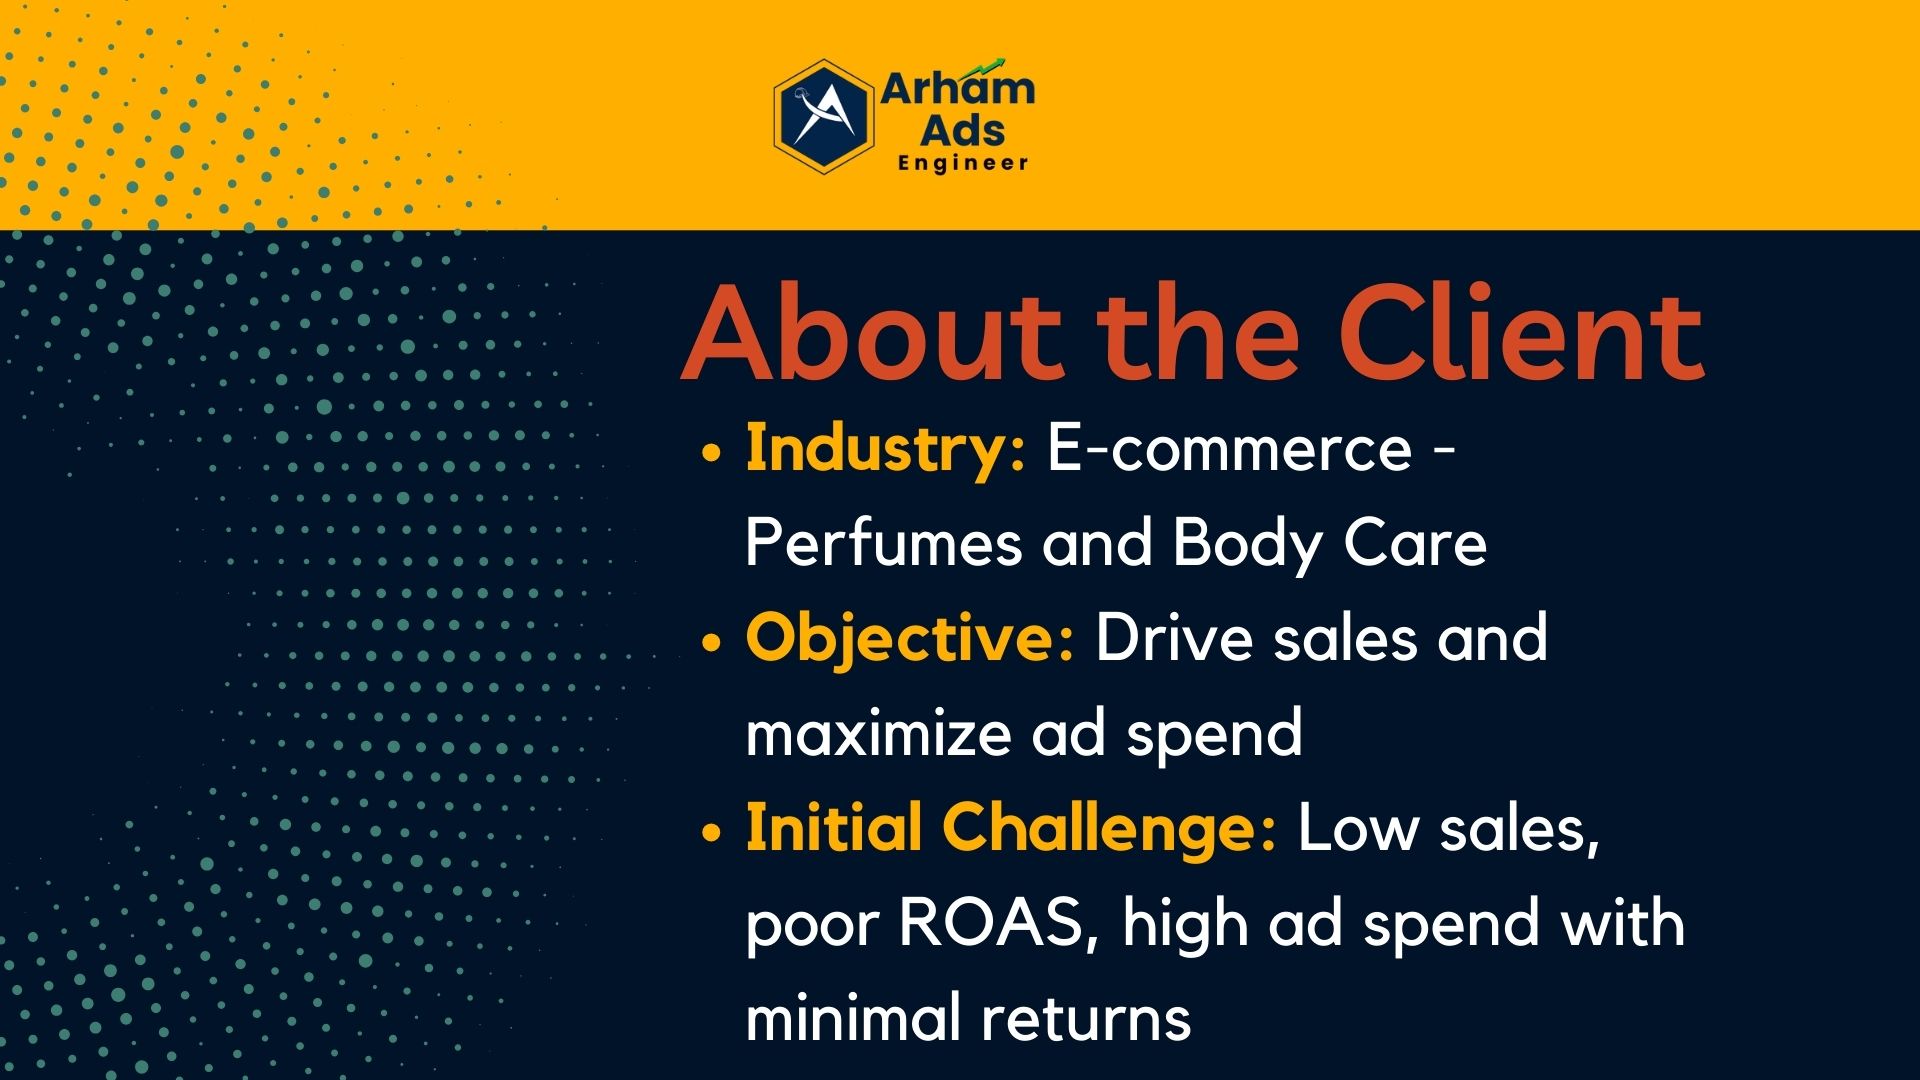 Arham
Ads
Engineer
About the Client
• Industry: E-commerce -
Perfumes and Body Care
• Objective: Drive sales and
maximize ad spend
• Initial Challenge: Low sales,
poor ROAS, high ad spend with
minimal returns